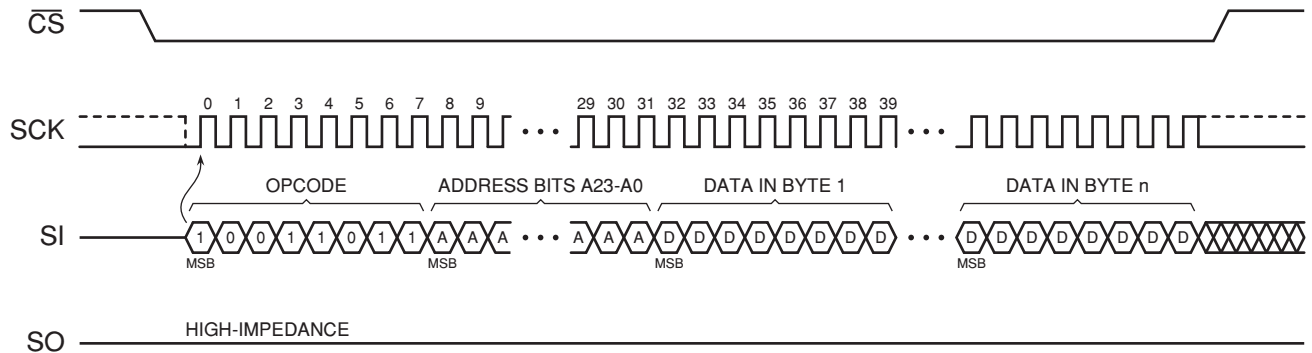 CS
0 1 2 3 4 5 6 7 8 9 29 30 31 32 33 34 35 36 37 38 39
SCK
OPCODE ADDRESS BITS A23-A0 DATA IN BYTE 1 DATA IN BYTE n
SI 1 0 0 1 1 0 1 1 A A A A A A D D D D D D D D D D D D D D D D
MSB MSB MSB MSB
HIGH-IMPEDANCE
SO